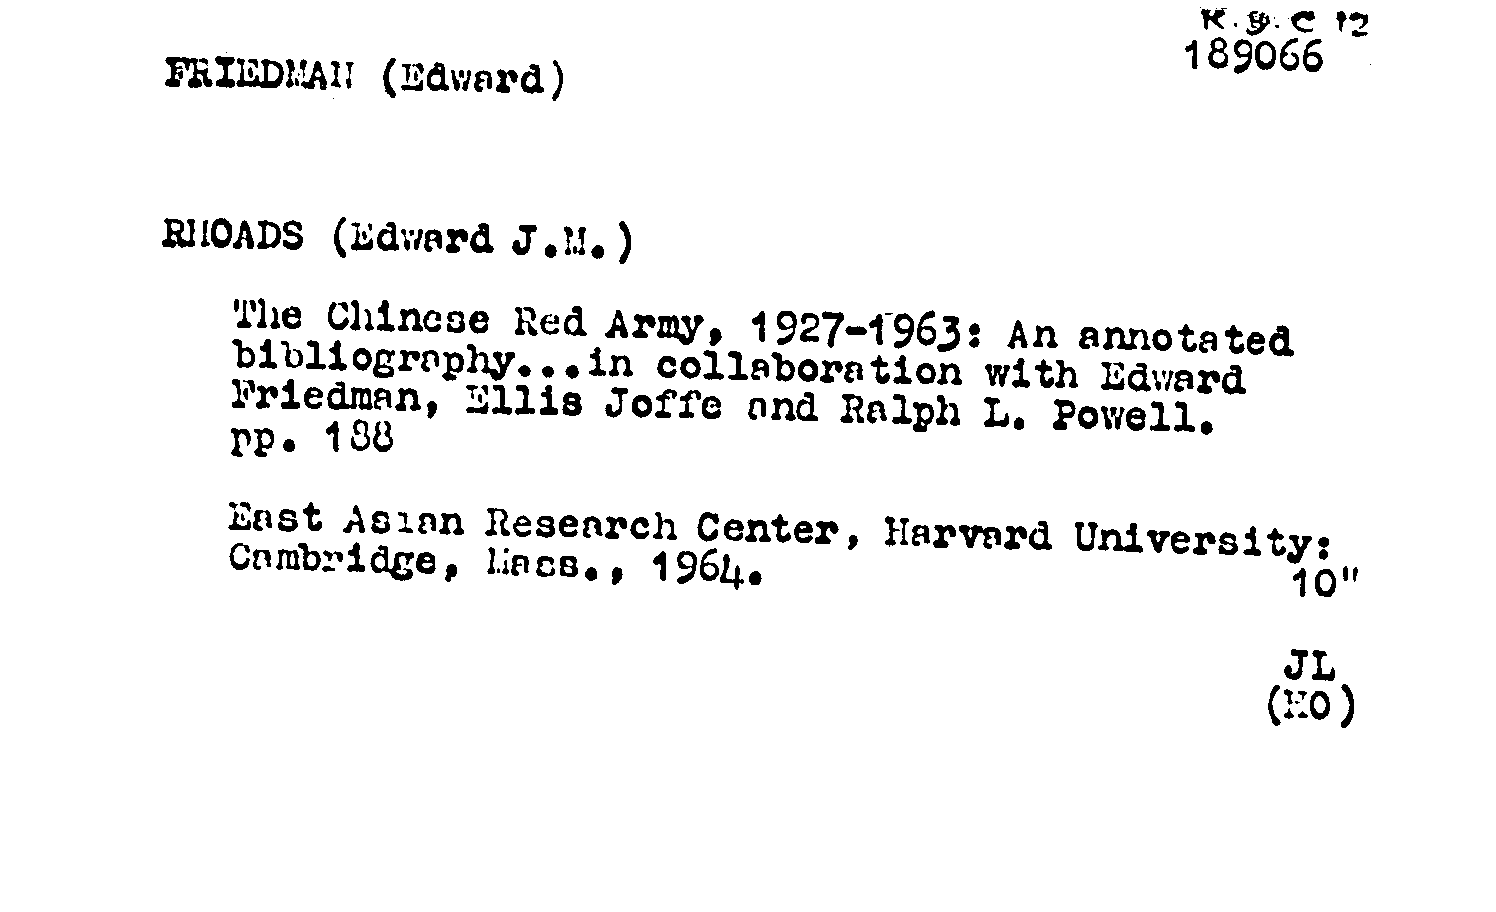 189066
FRIEDMAN (Edward)
RHOADS (Edward J.M.)
The Chinese Red Army, 1927-1963: An annotated
bibliography...in collaboration with Edward
Friedman, Ellis Joffe and Ralph L. Powell.
pp. 188
East Asian Research Center, Harvard University:
Cambridge, Mass., 1964.
10"
JL
(HO)